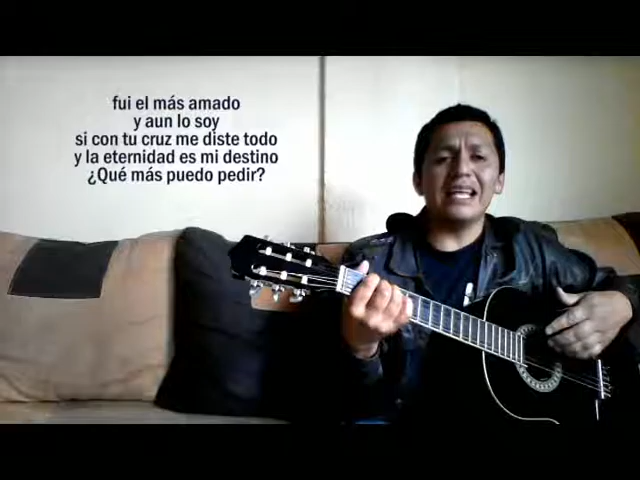 fui el más amado
y aun lo soy
si con tu cruz me diste todo
y la eternidad es mi destino
¿Qué más puedo pedir?